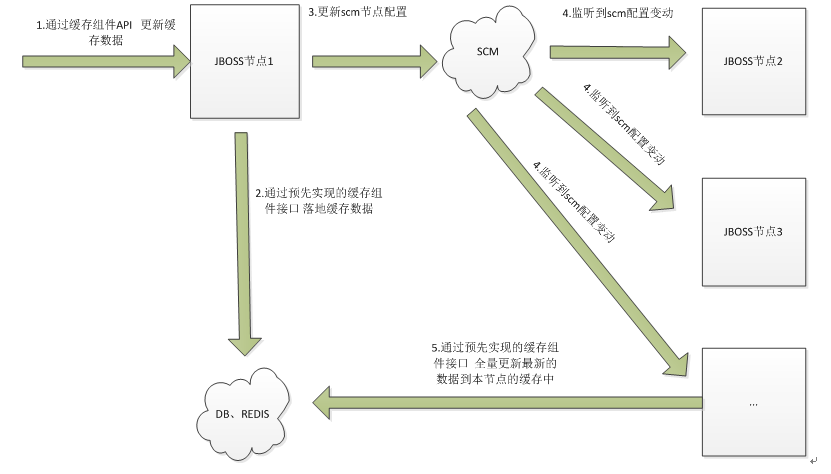 1.通过缓存组件API 更新缓
存数据
JBOSS节点1
3.更新scm节点配置
SCM
4.监听到scm配置变动
JBOSS节点2
4.监听到scm配置变动
4.监听到scm配置变动
JBOSS节点3
2.通过预先实现的缓存组
件接口 落地缓存数据
5.通过预先实现的缓存组
件接口 全量更新最新的
数据到本节点的缓存中
DB、REDIS
...